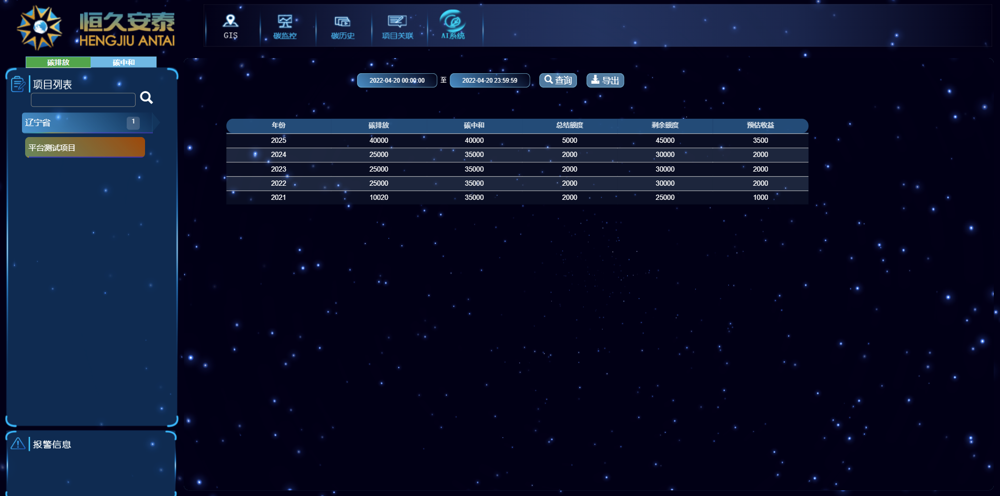 恒久安泰
HENGJIU ANTAI
GIS
碳监控
碳历史
项目关联
AI系统
碳排放 碳中和
项目列表
辽宁省 1
平台测试项目
报警信息
2022-04-20 00:00:00 至 2022-04-20 23:59:59 查询 导出
年份 碳排放 碳中和 总结额度 剩余额度 预估收益
2025 40000 40000 5000 45000 3500
2024 25000 35000 2000 30000 2000
2023 25000 35000 2000 30000 2000
2022 25000 35000 2000 30000 2000
2021 10020 35000 2000 25000 1000